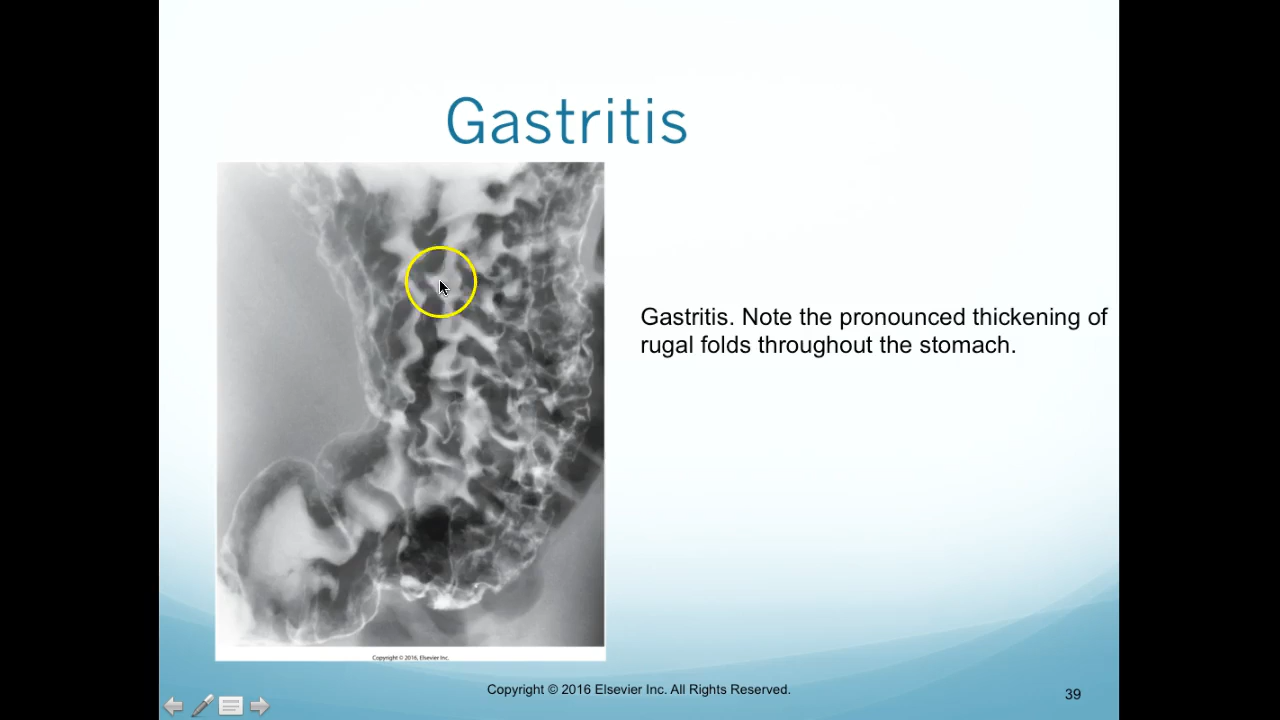 Gastritis
Gastritis. Note the pronounced thickening of
rugal folds throughout the stomach.
Copyright © 2016, Elsevier Inc.
Copyright © 2016 Elsevier Inc. All Rights Reserved.
39